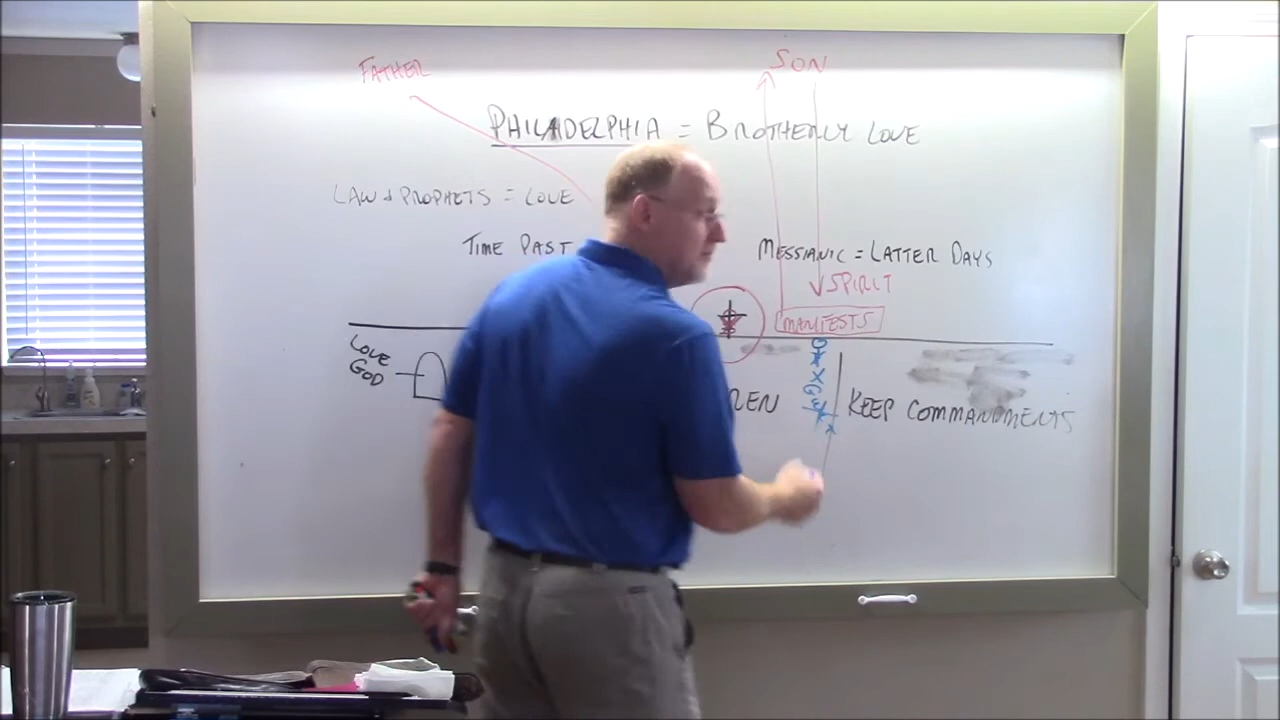 FATHER
SON
PHILADELPHIA = BROTHERLY LOVE
LAW & PROPHETS = LOVE
TIME PAST
MESSIANIC = LATTER DAYS
SPIRIT
MANIFESTS
LOVE
GOD
REN
KEEP COMMANDMENTS